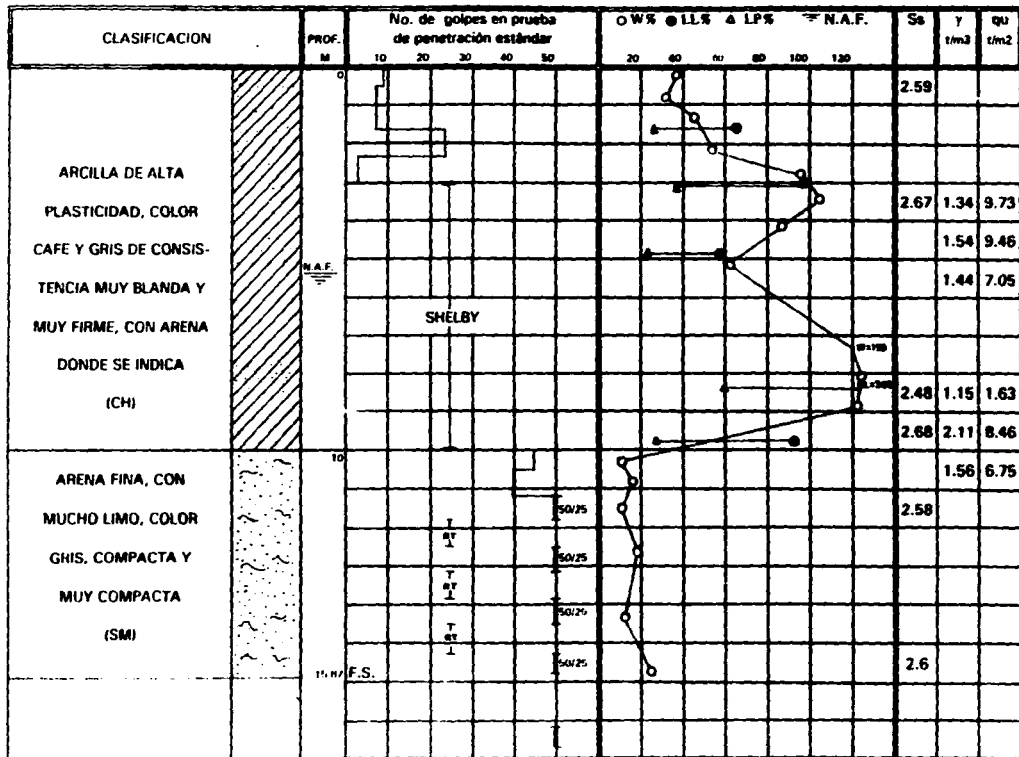 CLASIFICACION
PROF.
M
No. de golpes en prueba
de penetración estándar
10 20 30 40 50
W% LL% LP% N.A.F.
20 80 100 120
Ss
γ
t/m3
qu
t/m2
0
2.59
ARCILLA DE ALTA
PLASTICIDAD, COLOR
CAFE Y GRIS DE CONSIS-
TENCIA MUY BLANDA Y
MUY FIRME, CON ARENA
DONDE SE INDICA
(CH)
N.A.F.
SHELBY
2.67 1.34 9.73
1.54 9.46
1.44 7.05
2.48 1.15 1.63
2.68 2.11 8.46
10
1.56 6.75
ARENA FINA, CON
MUCHO LIMO, COLOR
GRIS, COMPACTA Y
MUY COMPACTA
(SM)
50/25
2.58
RT
50/25
RT
50/25
RT
50/25
2.6
F.S.